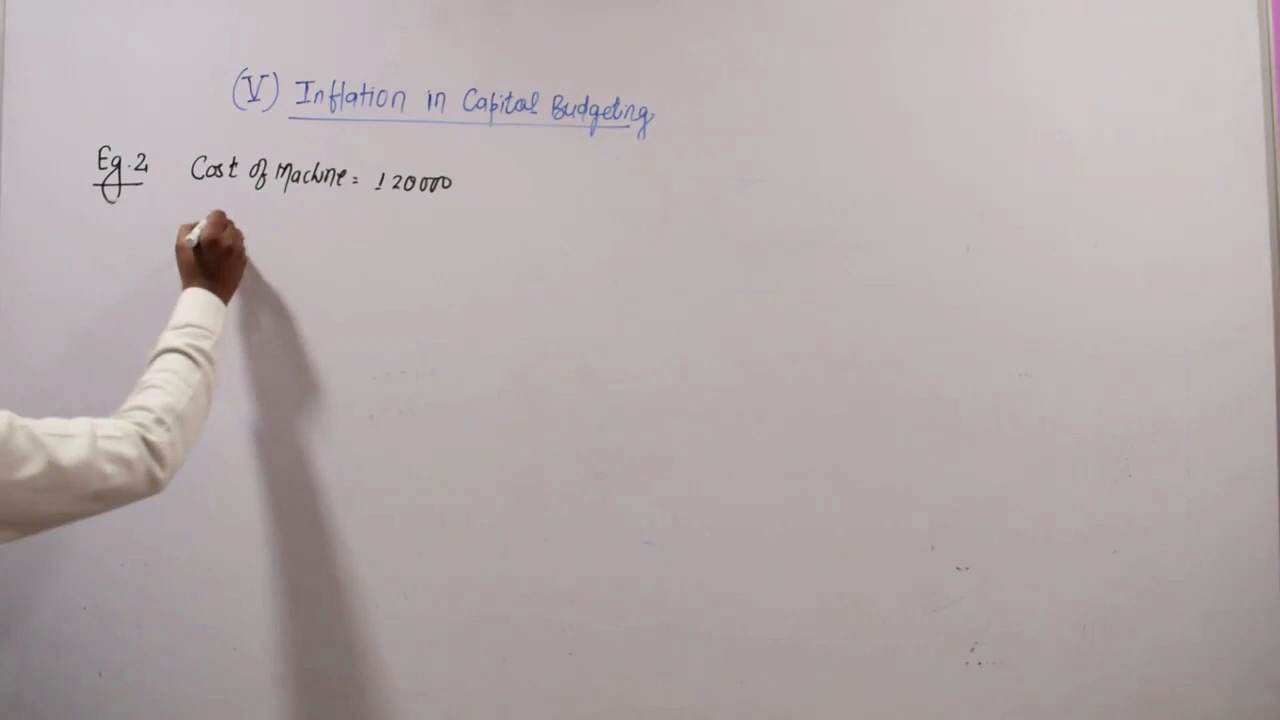 (V) Inflation in Capital Budgeting
Eg.2 Cost of Machine = 120000